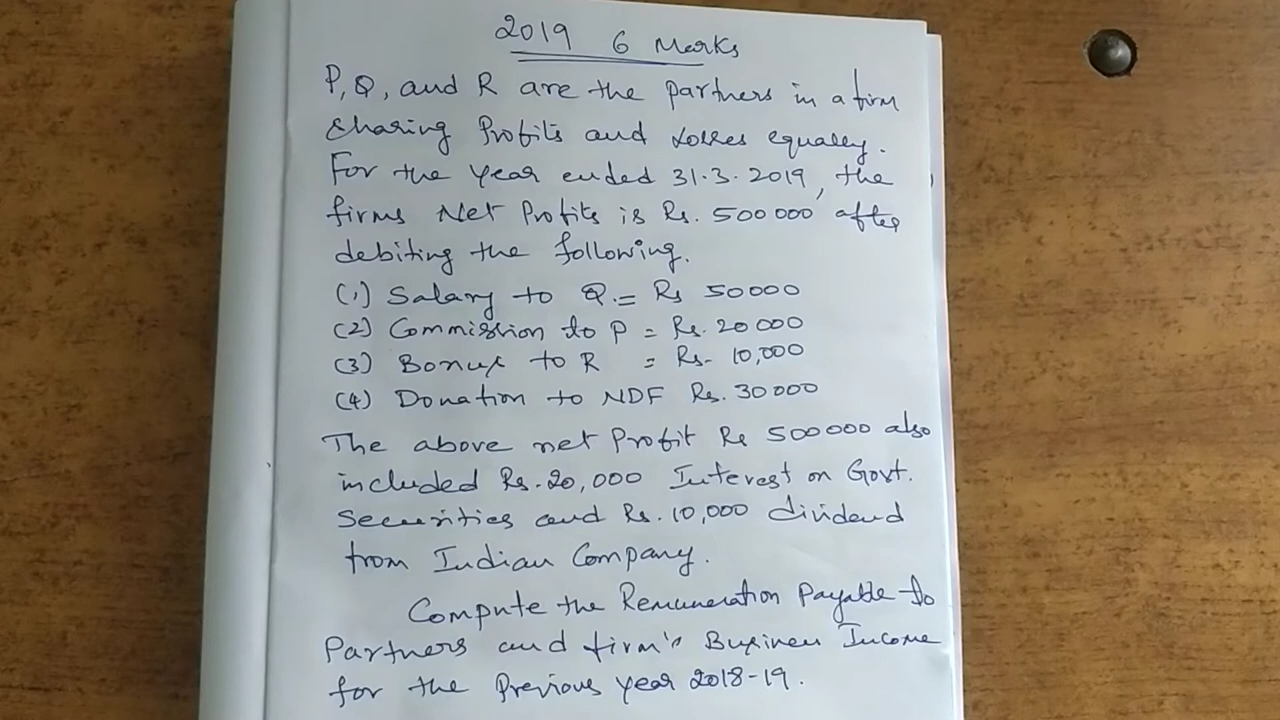 2019 6 Marks
P, Q, and R are the partners in a firm
sharing Profits and Losses equally.
For the year ended 31.3.2019, the
firms Net Profits is Rs. 500000 after
debiting the following.
(1) Salary to Q. = Rs 50000
(2) Commission to P = Rs. 20000
(3) Bonus to R = Rs- 10,000
(4) Donation to NDF Rs. 30000
The above net Profit Rs 500000 also
included Rs.20,000 Interest on Govt.
Securities and Rs.10,000 dividend
from Indian Company.
Compute the Remuneration Payable to
Partners and firm's Business Income
for the Previous year 2018-19.